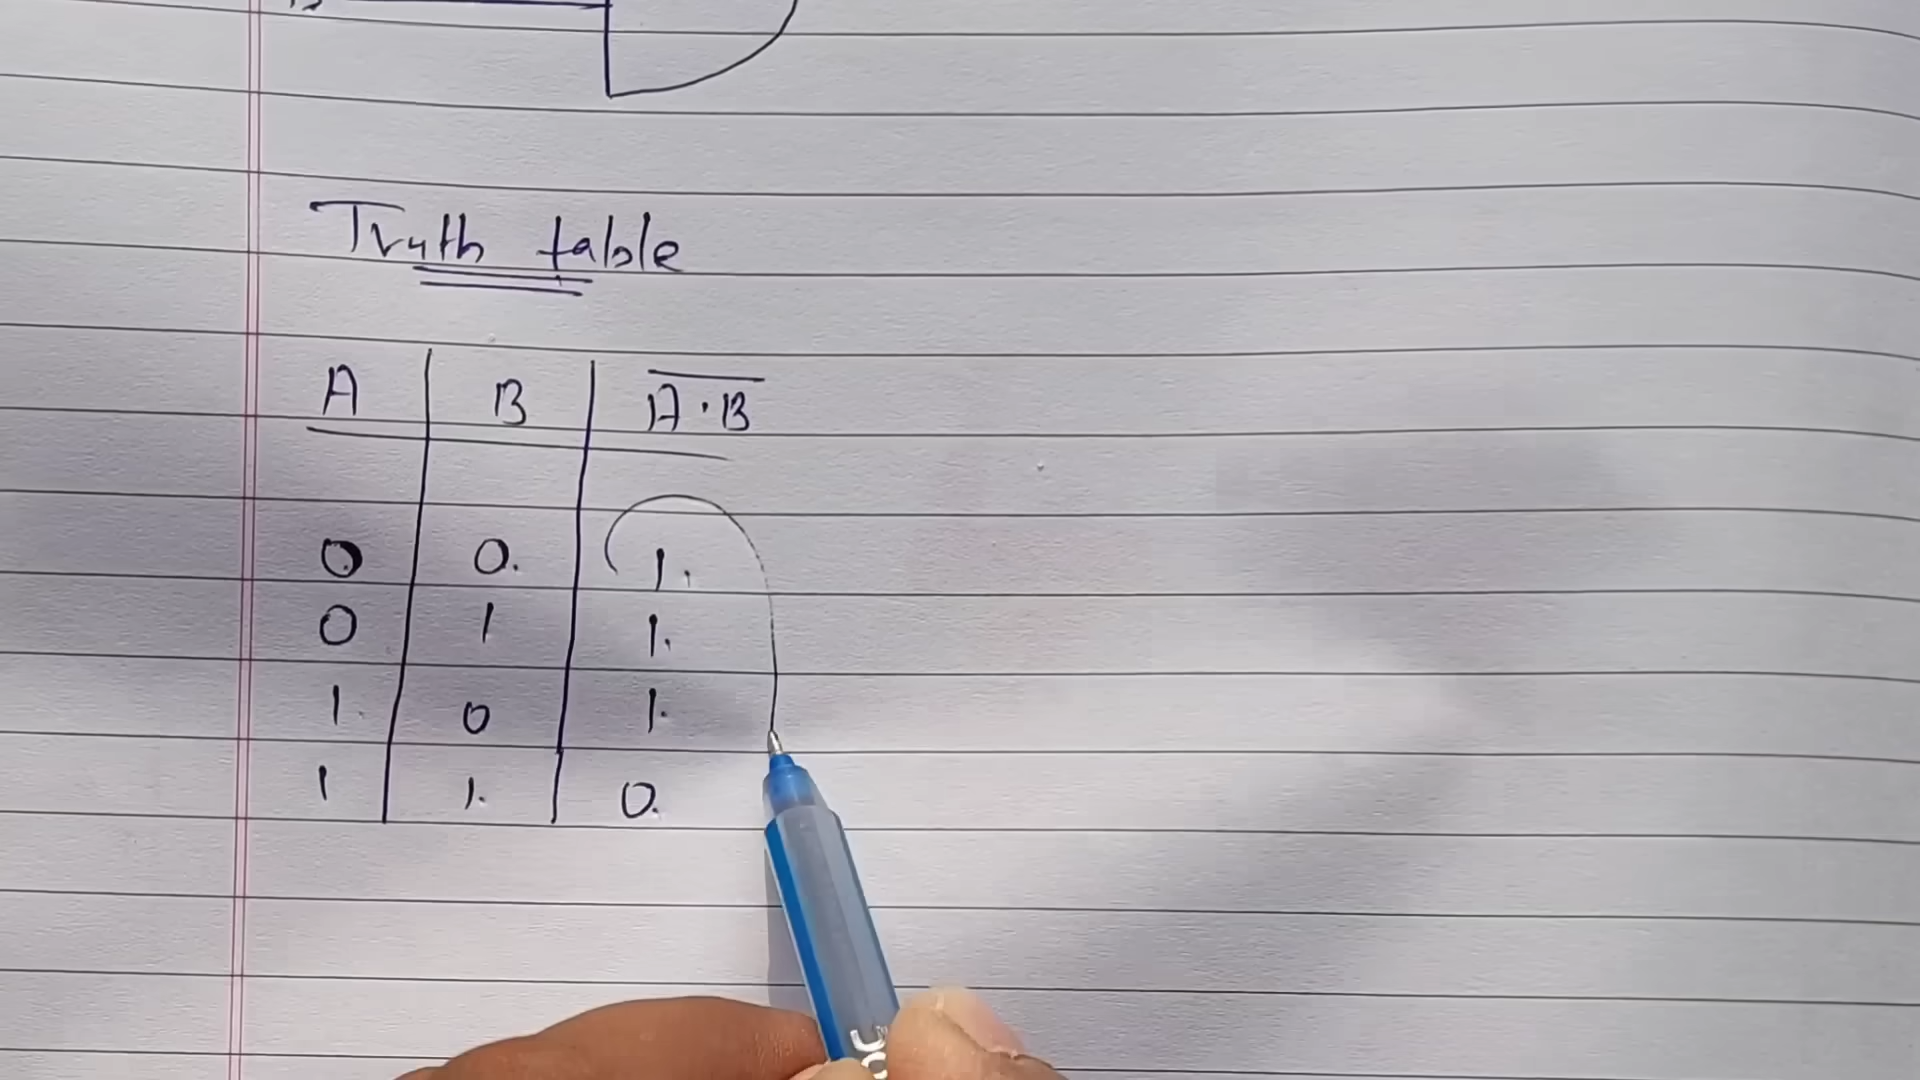 Truth table
A B A̅ ̅·̅ ̅B̅
0 0. 1.
0 1 1.
1. 0 1.
1 1. 0.